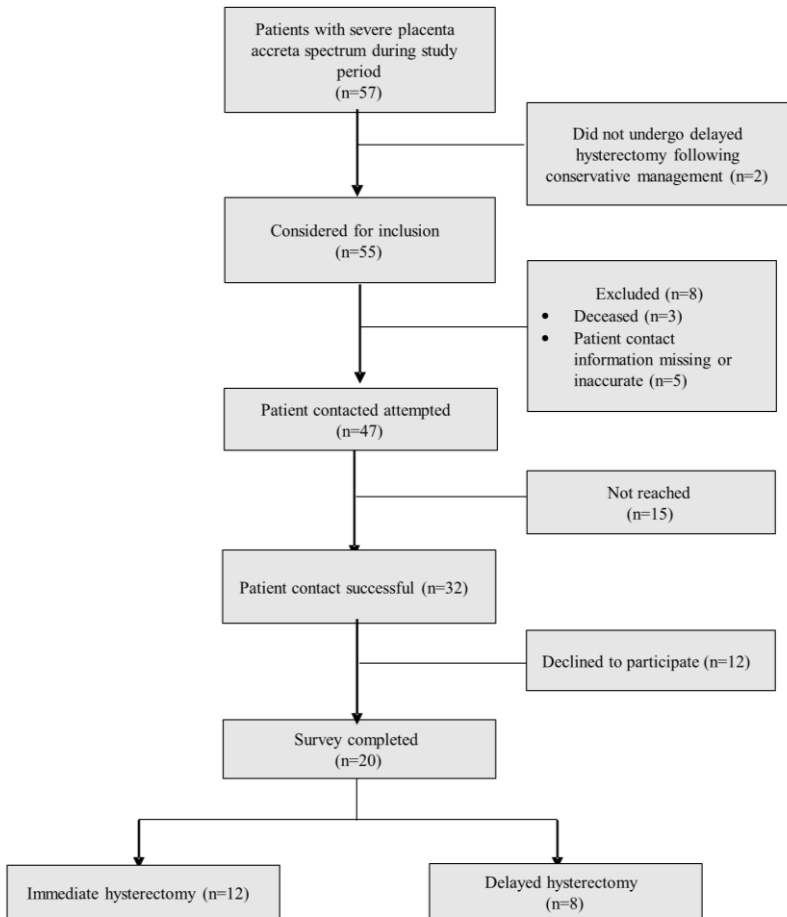 Patients with severe placenta
accreta spectrum during study
period
(n=57)
Did not undergo delayed
hysterectomy following
conservative management (n=2)
Considered for inclusion
(n=55)
Excluded (n=8)
• Deceased (n=3)
• Patient contact
information missing or
inaccurate (n=5)
Patient contacted attempted
(n=47)
Not reached
(n=15)
Patient contact successful (n=32)
Declined to participate (n=12)
Survey completed
(n=20)
Immediate hysterectomy (n=12)
Delayed hysterectomy
(n=8)